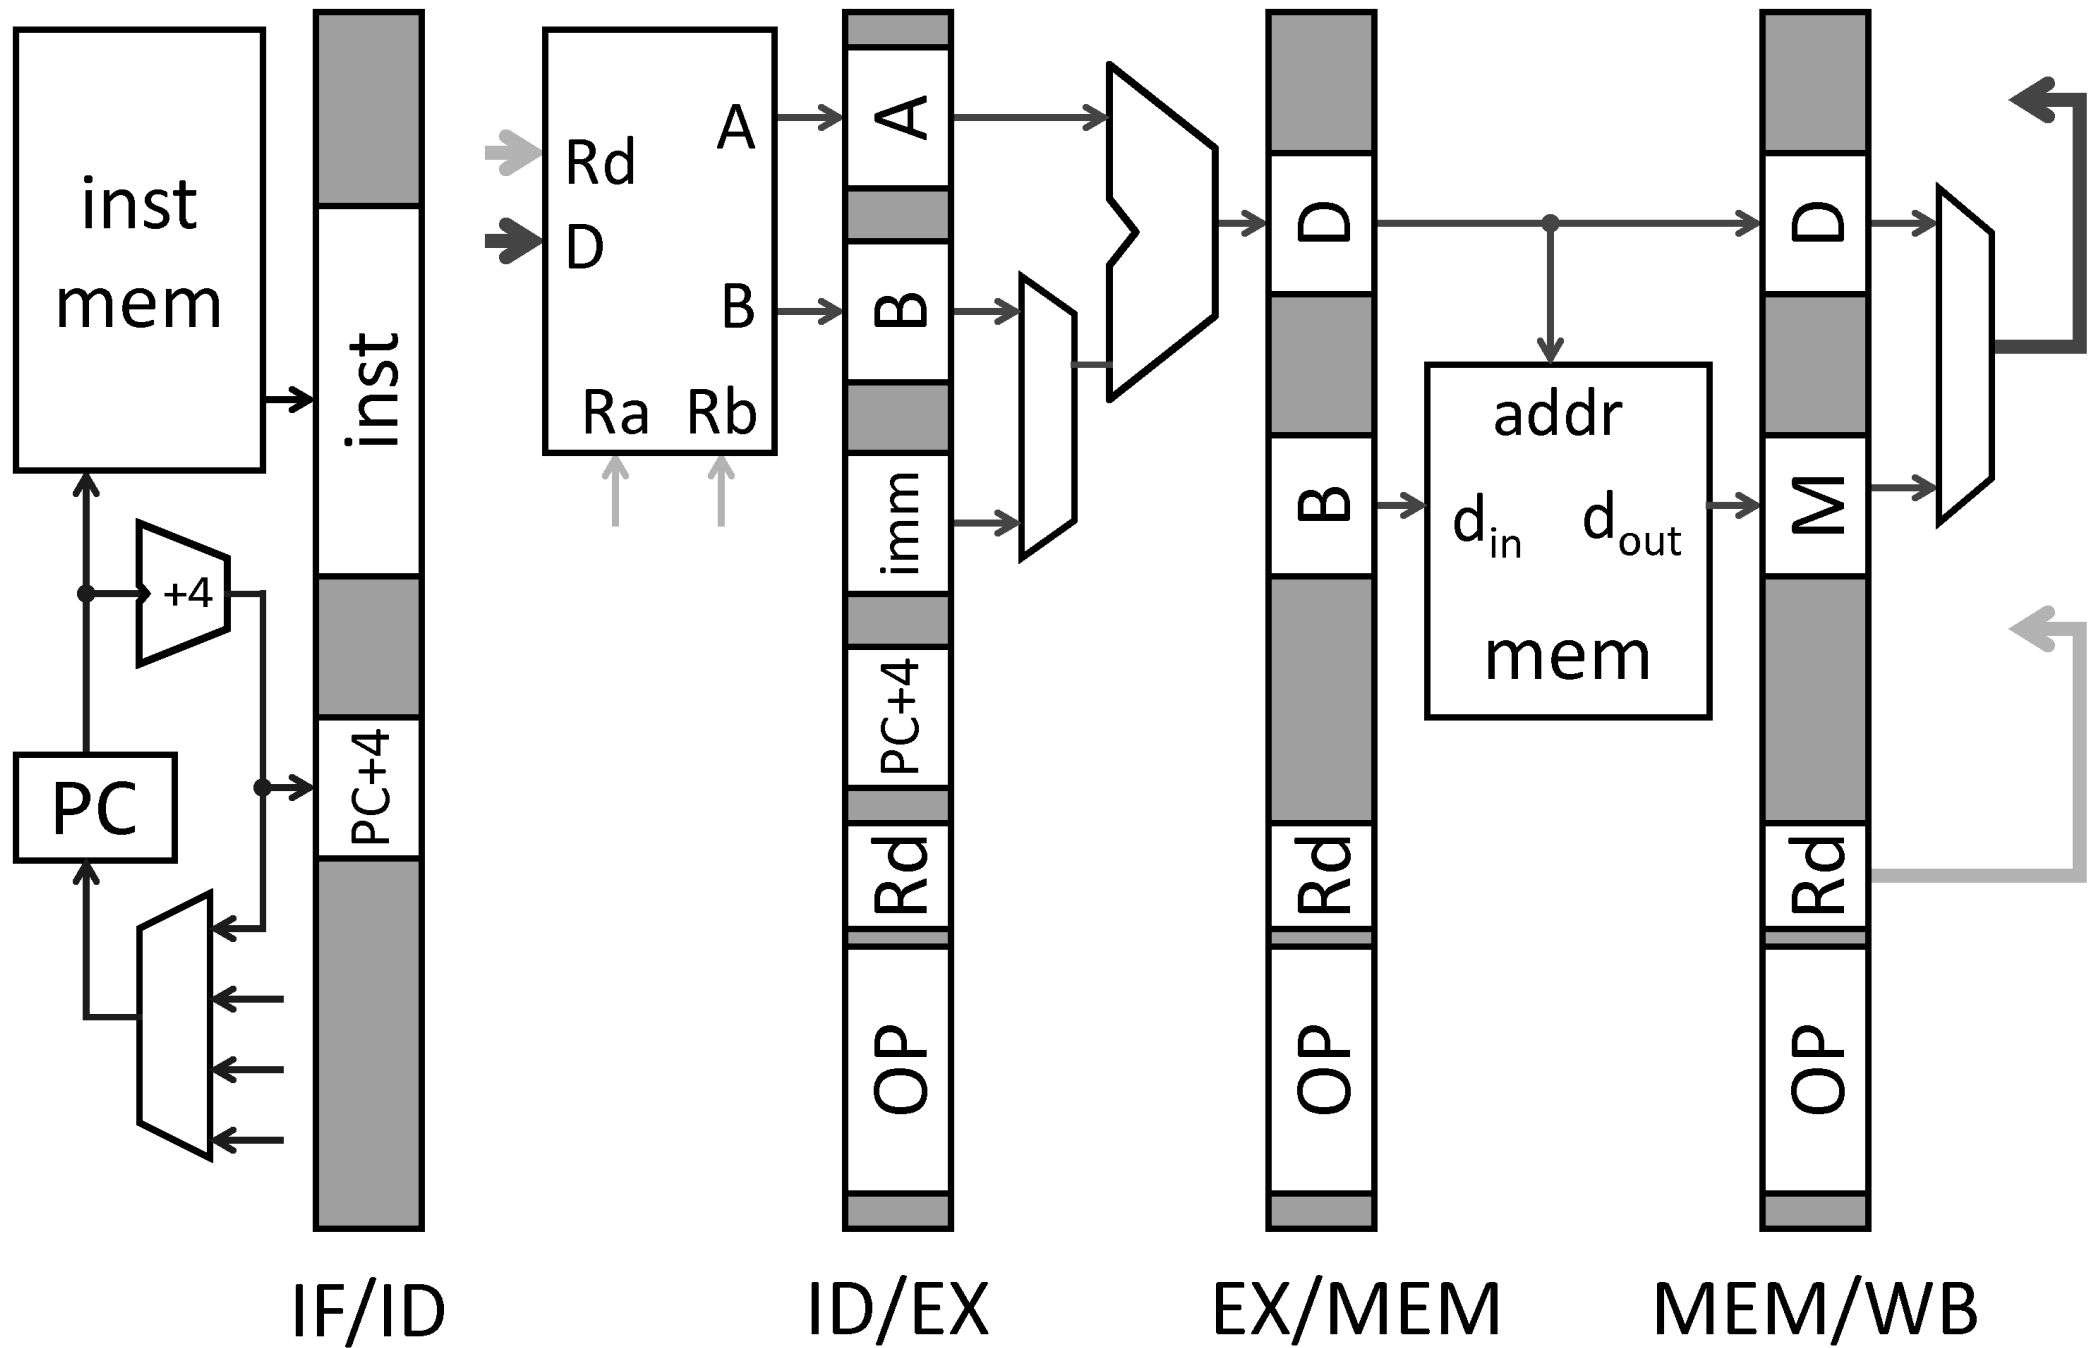 inst
mem
+4
PC
inst
PC+4
IF/ID
Rd
D
A
B
Ra Rb
A
B
imm
PC+4
Rd
OP
ID/EX
D
B
Rd
OP
EX/MEM
addr
din dout
mem
D
M
Rd
OP
MEM/WB